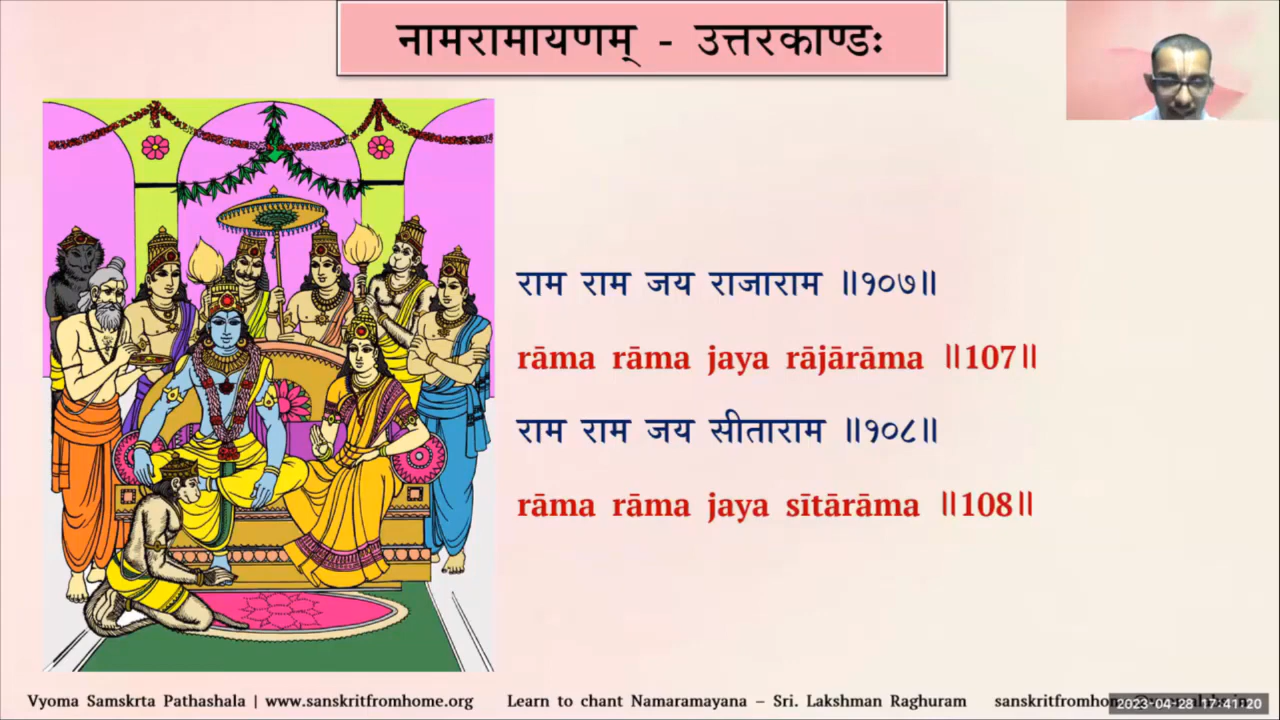 नामरामायणम् - उत्तरकाण्डः
राम राम जय राजाराम ॥१०७॥
rāma rāma jaya rājārāma ॥107॥
राम राम जय सीताराम ॥१०८॥
rāma rāma jaya sītārāma ॥108॥
Vyoma Samskrta Pathashala | www.sanskritfromhome.org Learn to chant Namaramayana – Sri. Lakshman Raghuram
2023-04-28 17:41:20